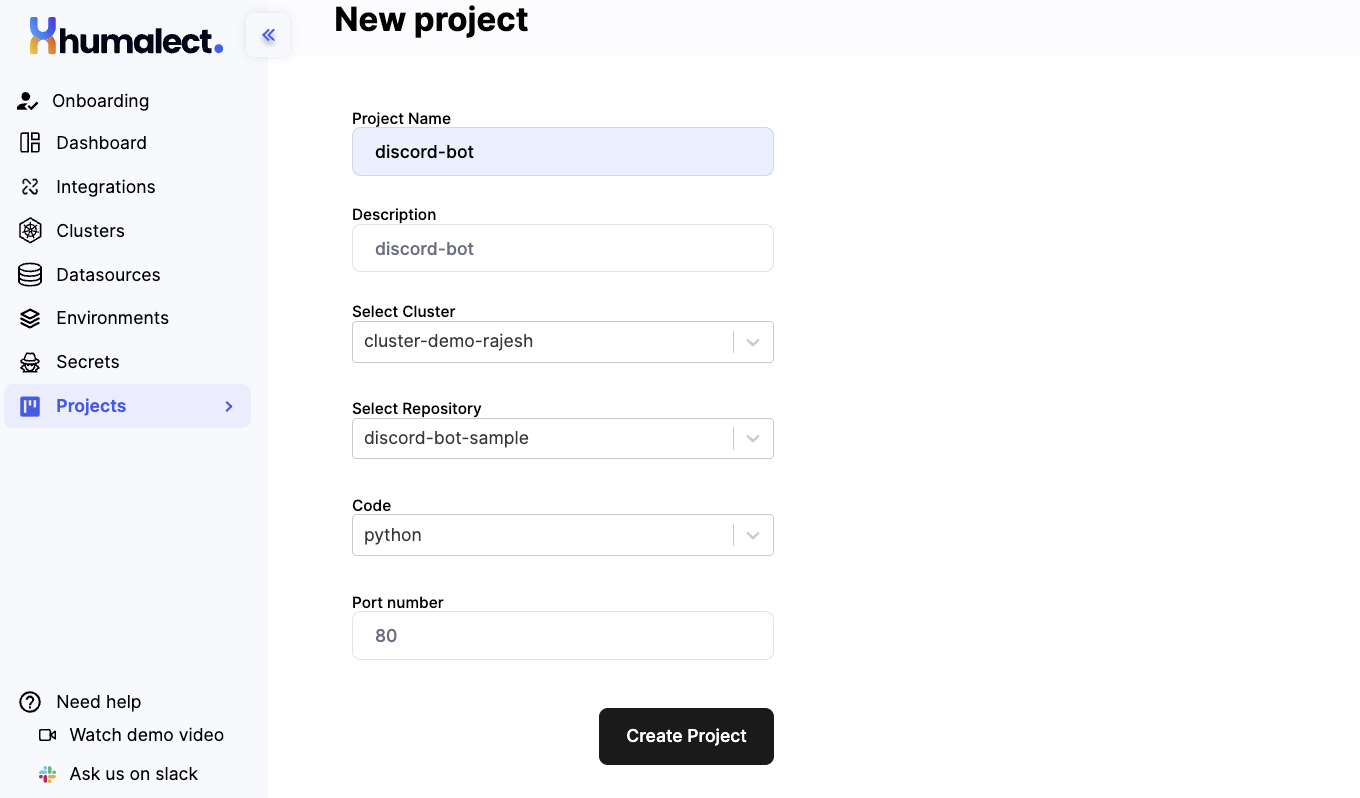 humalect.
Onboarding
Dashboard
Integrations
Clusters
Datasources
Environments
Secrets
Projects
Need help
Watch demo video
Ask us on slack
New project
Project Name
discord-bot
Description
discord-bot
Select Cluster
cluster-demo-rajesh
Select Repository
discord-bot-sample
Code
python
Port number
80
Create Project